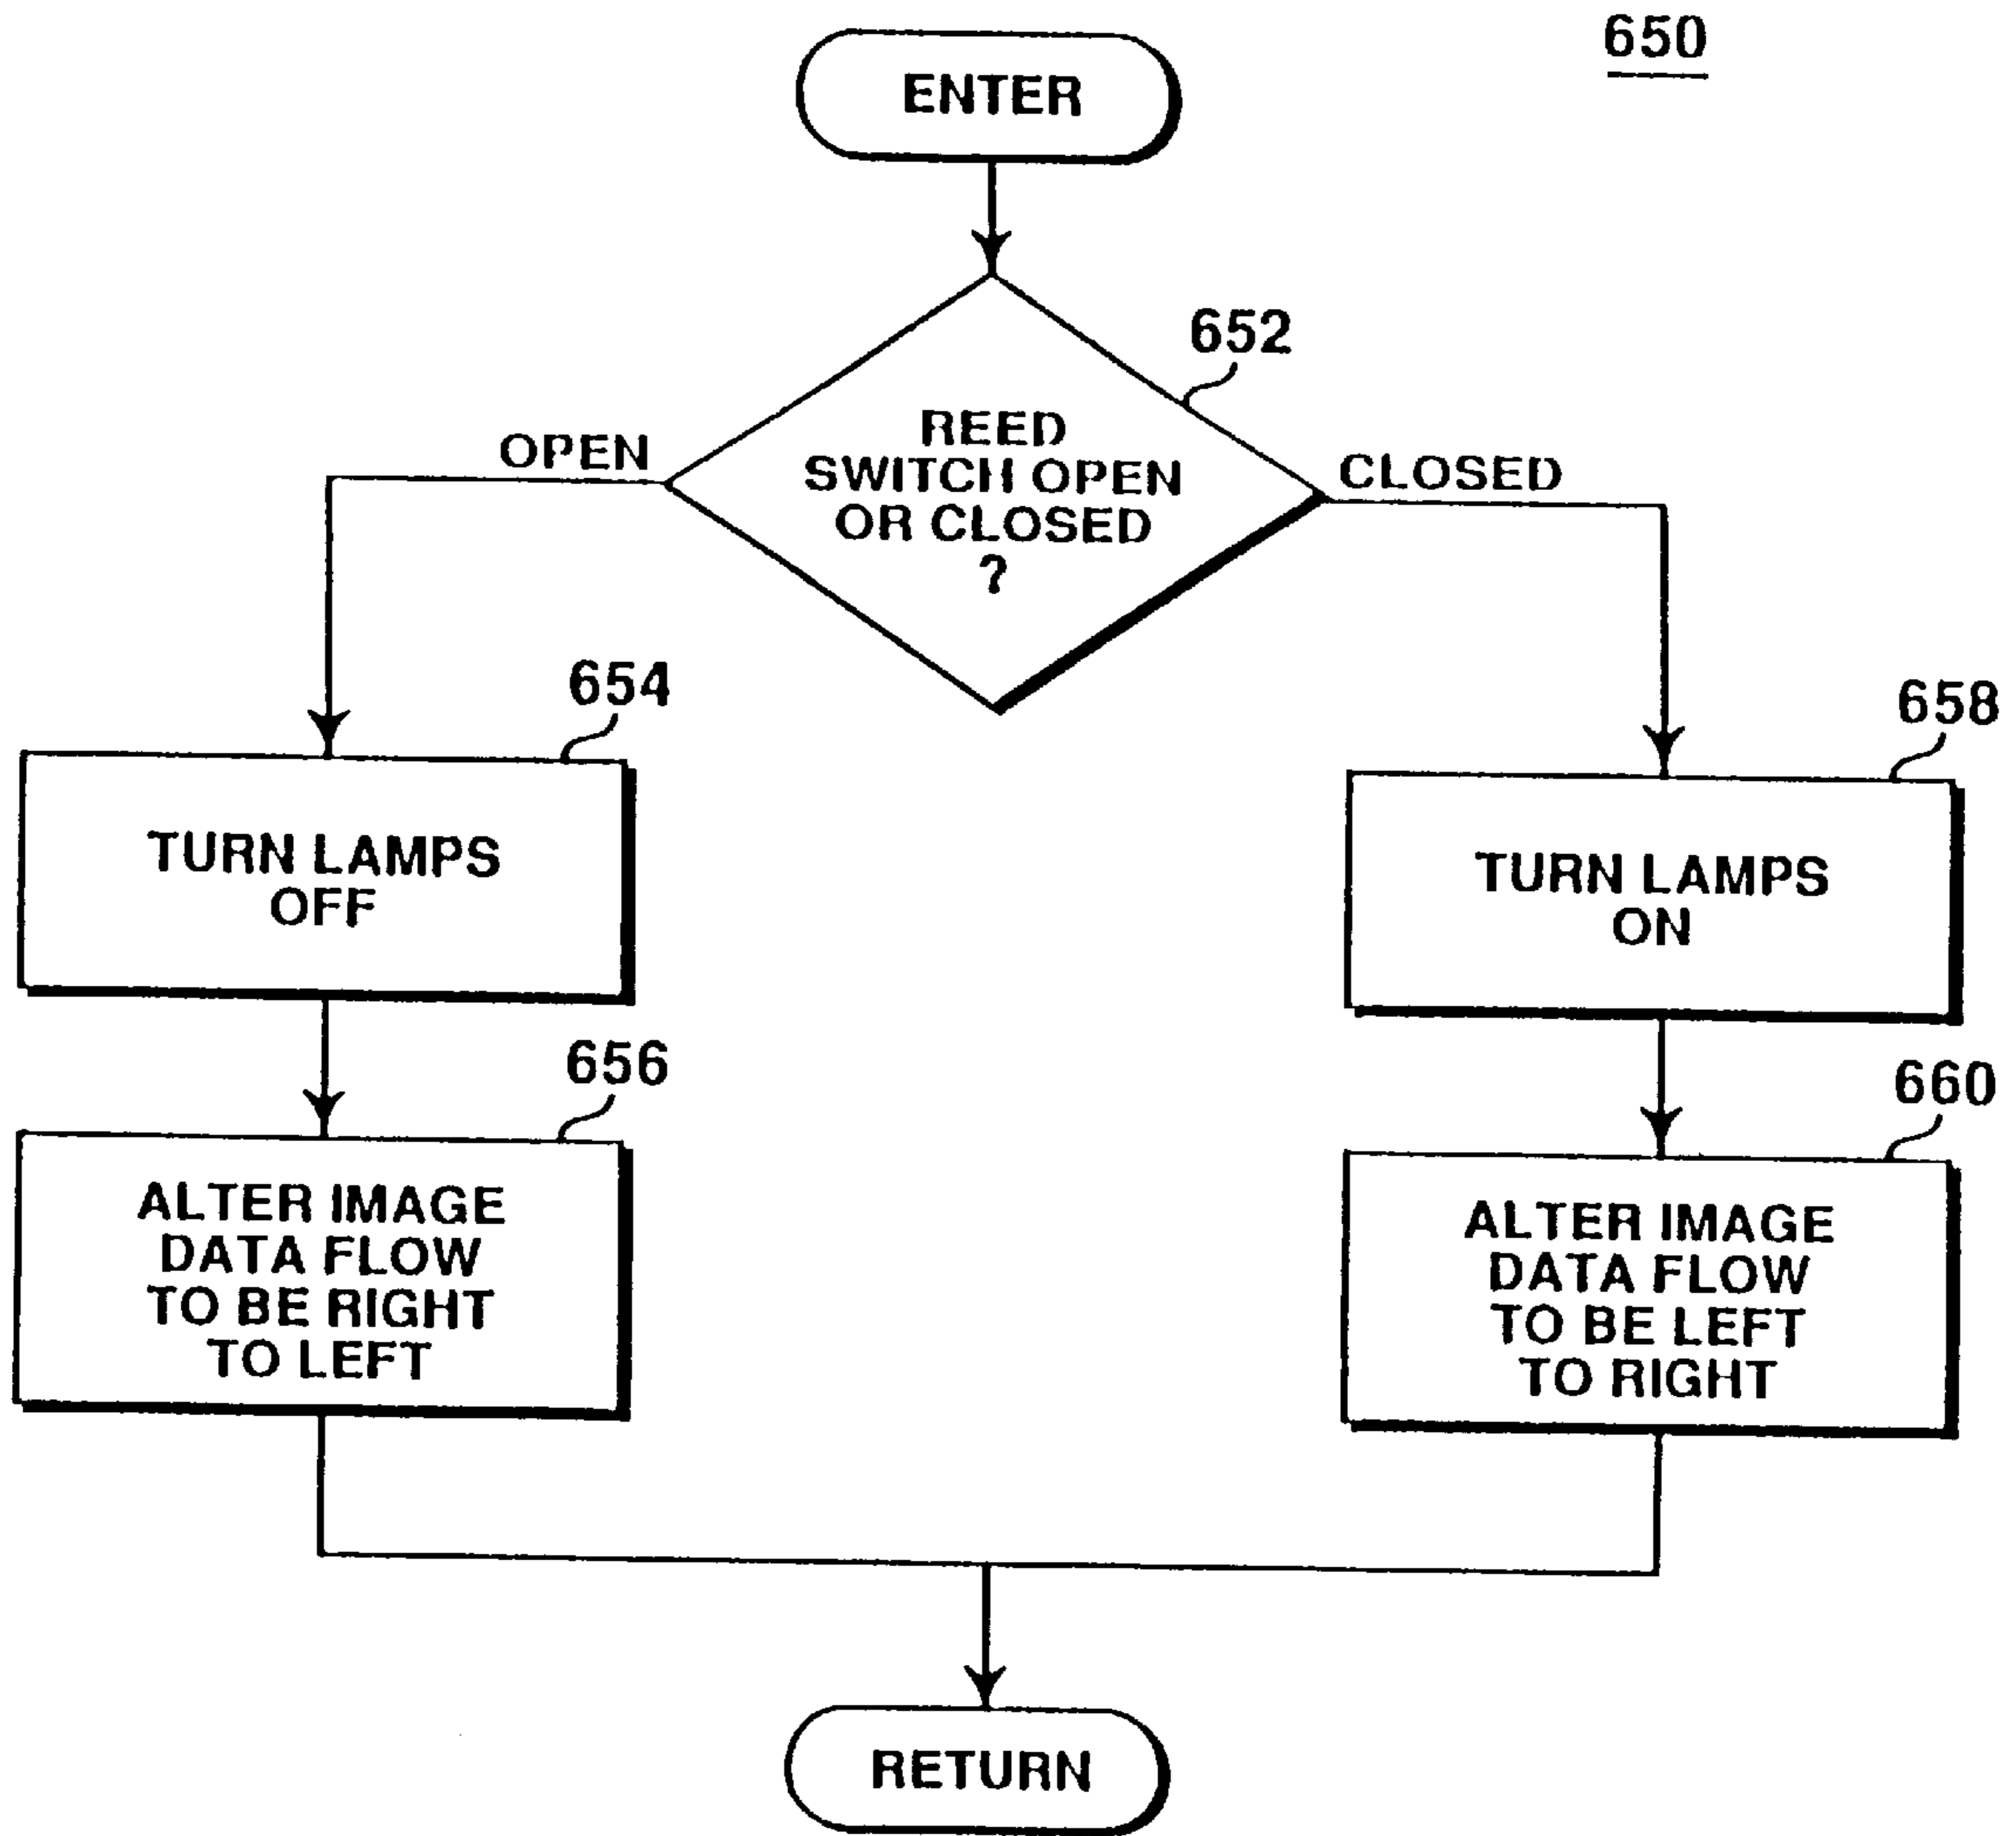 650
ENTER
652
REED
SWITCH OPEN
OR CLOSED
?
OPEN
CLOSED
654
TURN LAMPS
OFF
658
TURN LAMPS
ON
656
ALTER IMAGE
DATA FLOW
TO BE RIGHT
TO LEFT
660
ALTER IMAGE
DATA FLOW
TO BE LEFT
TO RIGHT
RETURN